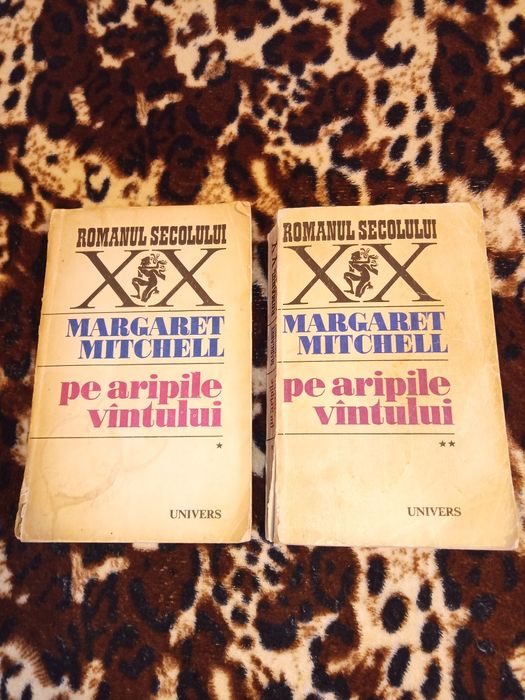 ROMANUL SECOLULUI
XX
MARGARET
MITCHELL
pe aripile
vîntului
*
UNIVERS
ROMANUL SECOLULUI
XX
MARGARET
MITCHELL
pe aripile
vîntului
**
UNIVERS